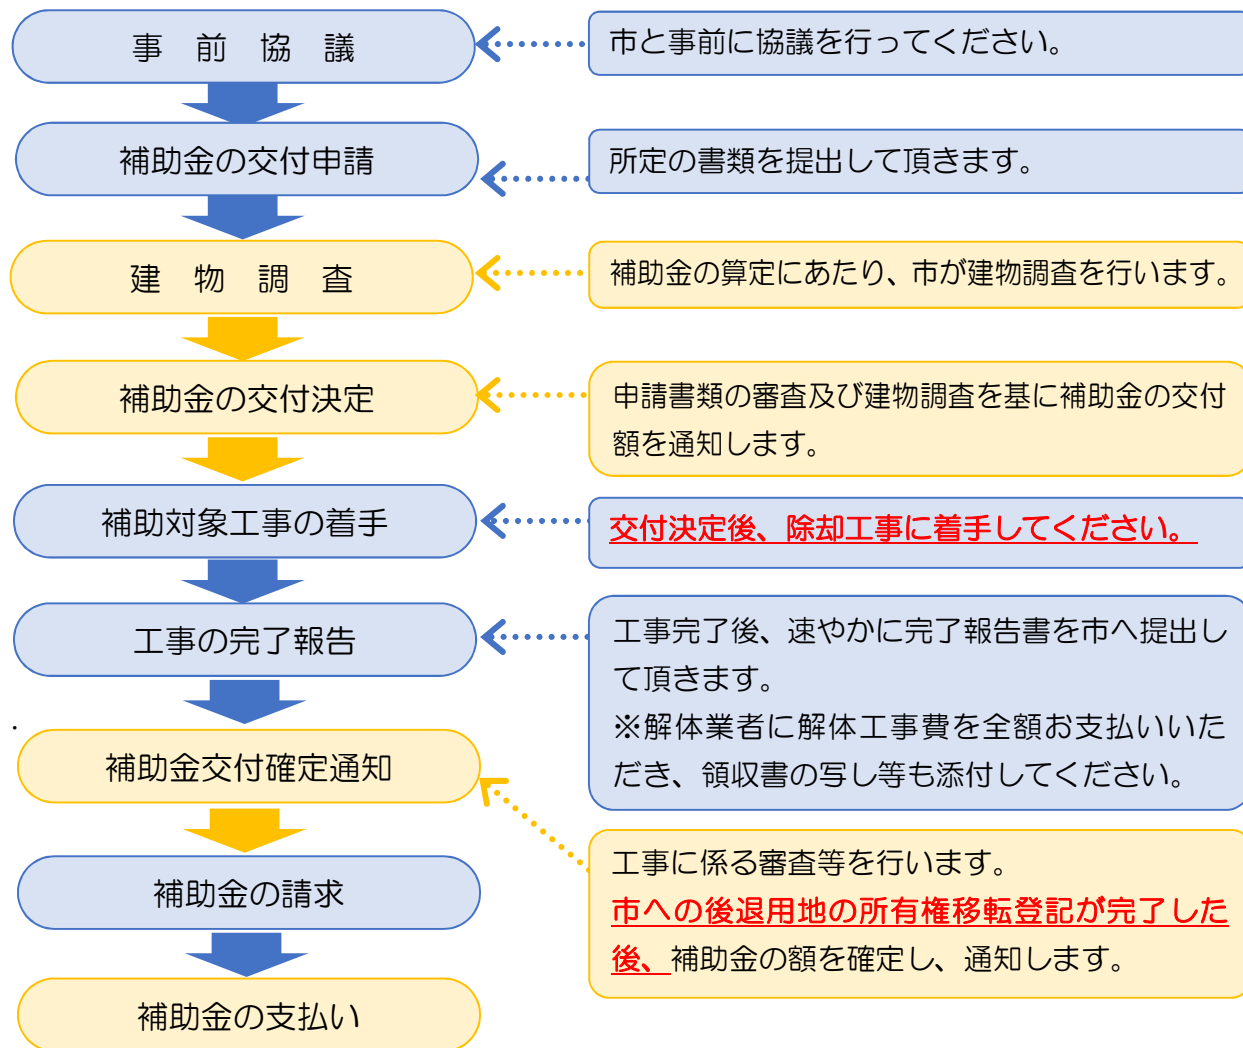 事　前　協　議
市と事前に協議を行ってください。
補助金の交付申請
所定の書類を提出して頂きます。
建　物　調　査
補助金の算定にあたり、市が建物調査を行います。
補助金の交付決定
申請書類の審査及び建物調査を基に補助金の交付
額を通知します。
補助対象工事の着手
交付決定後、除却工事に着手してください。
工事の完了報告
工事完了後、速やかに完了報告書を市へ提出し
て頂きます。
※解体業者に解体工事費を全額お支払いいた
だき、領収書の写し等も添付してください。
.
補助金交付確定通知
工事に係る審査等を行います。
市への後退用地の所有権移転登記が完了した
後、補助金の額を確定し、通知します。
補助金の請求
補助金の支払い